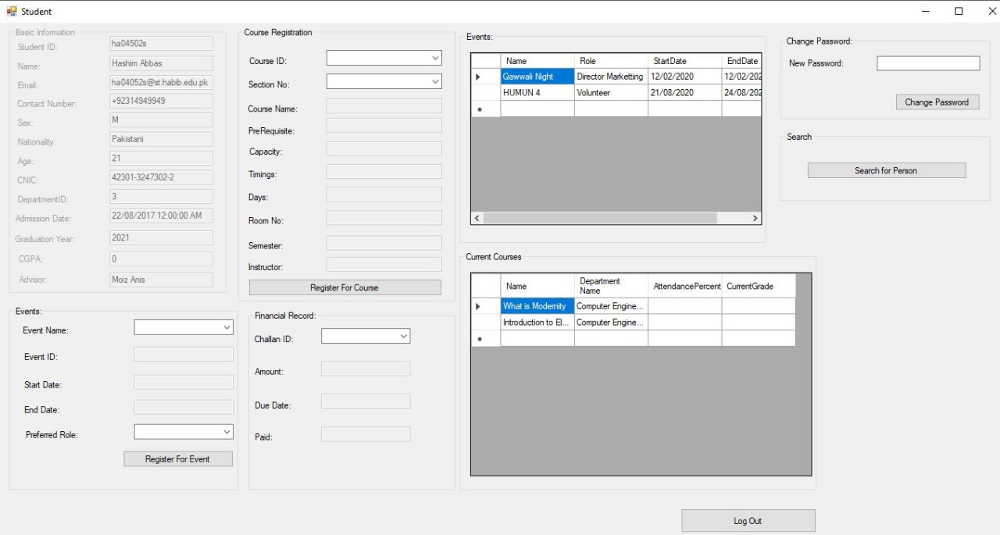 Student
Basic Information
Student ID: ha04502s
Name: Hashim Abbas
Email: ha04052s@st.habib.edu.pk
Contact Number: +92314949949
Sex: M
Nationality: Pakistani
Age: 21
CNIC: 42301-3247302-2
DepartmentID: 3
Admission Date: 22/08/2017 12:00:00 AM
Graduation Year: 2021
CGPA: 0
Advisor: Moiz Anis
Course Registration
Course ID:
Section No:
Course Name:
PreRequisite:
Capacity:
Timings:
Days:
Room No:
Semester:
Instructor:
Register For Course
Events:
Name Role StartDate EndDate
Qawwali Night Director Marketting 12/02/2020 12/02/202
HUMUN 4 Volunteer 21/08/2020 24/08/202
Change Password:
New Password:
Change Password
Search
Search for Person
Events:
Event Name:
Event ID:
Start Date:
End Date:
Preferred Role:
Register For Event
Financial Record:
Challan ID:
Amount:
Due Date:
Paid:
Current Courses
Name Department Name AttendancePercent CurrentGrade
What is Modernity Computer Engine...
Introduction to El... Computer Engine...
Log Out